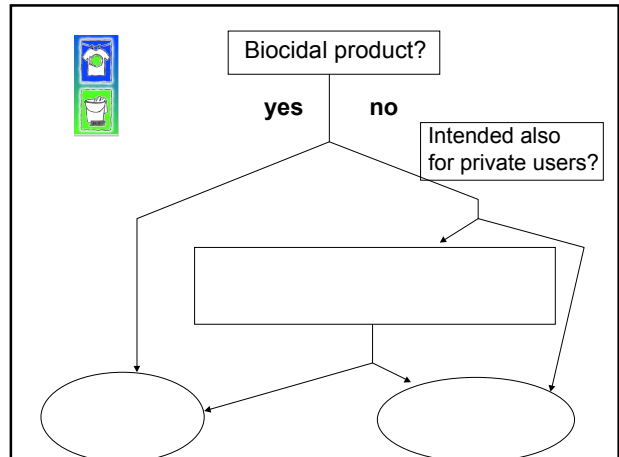 Biocidal product?
yes no
Intended also
for private users?